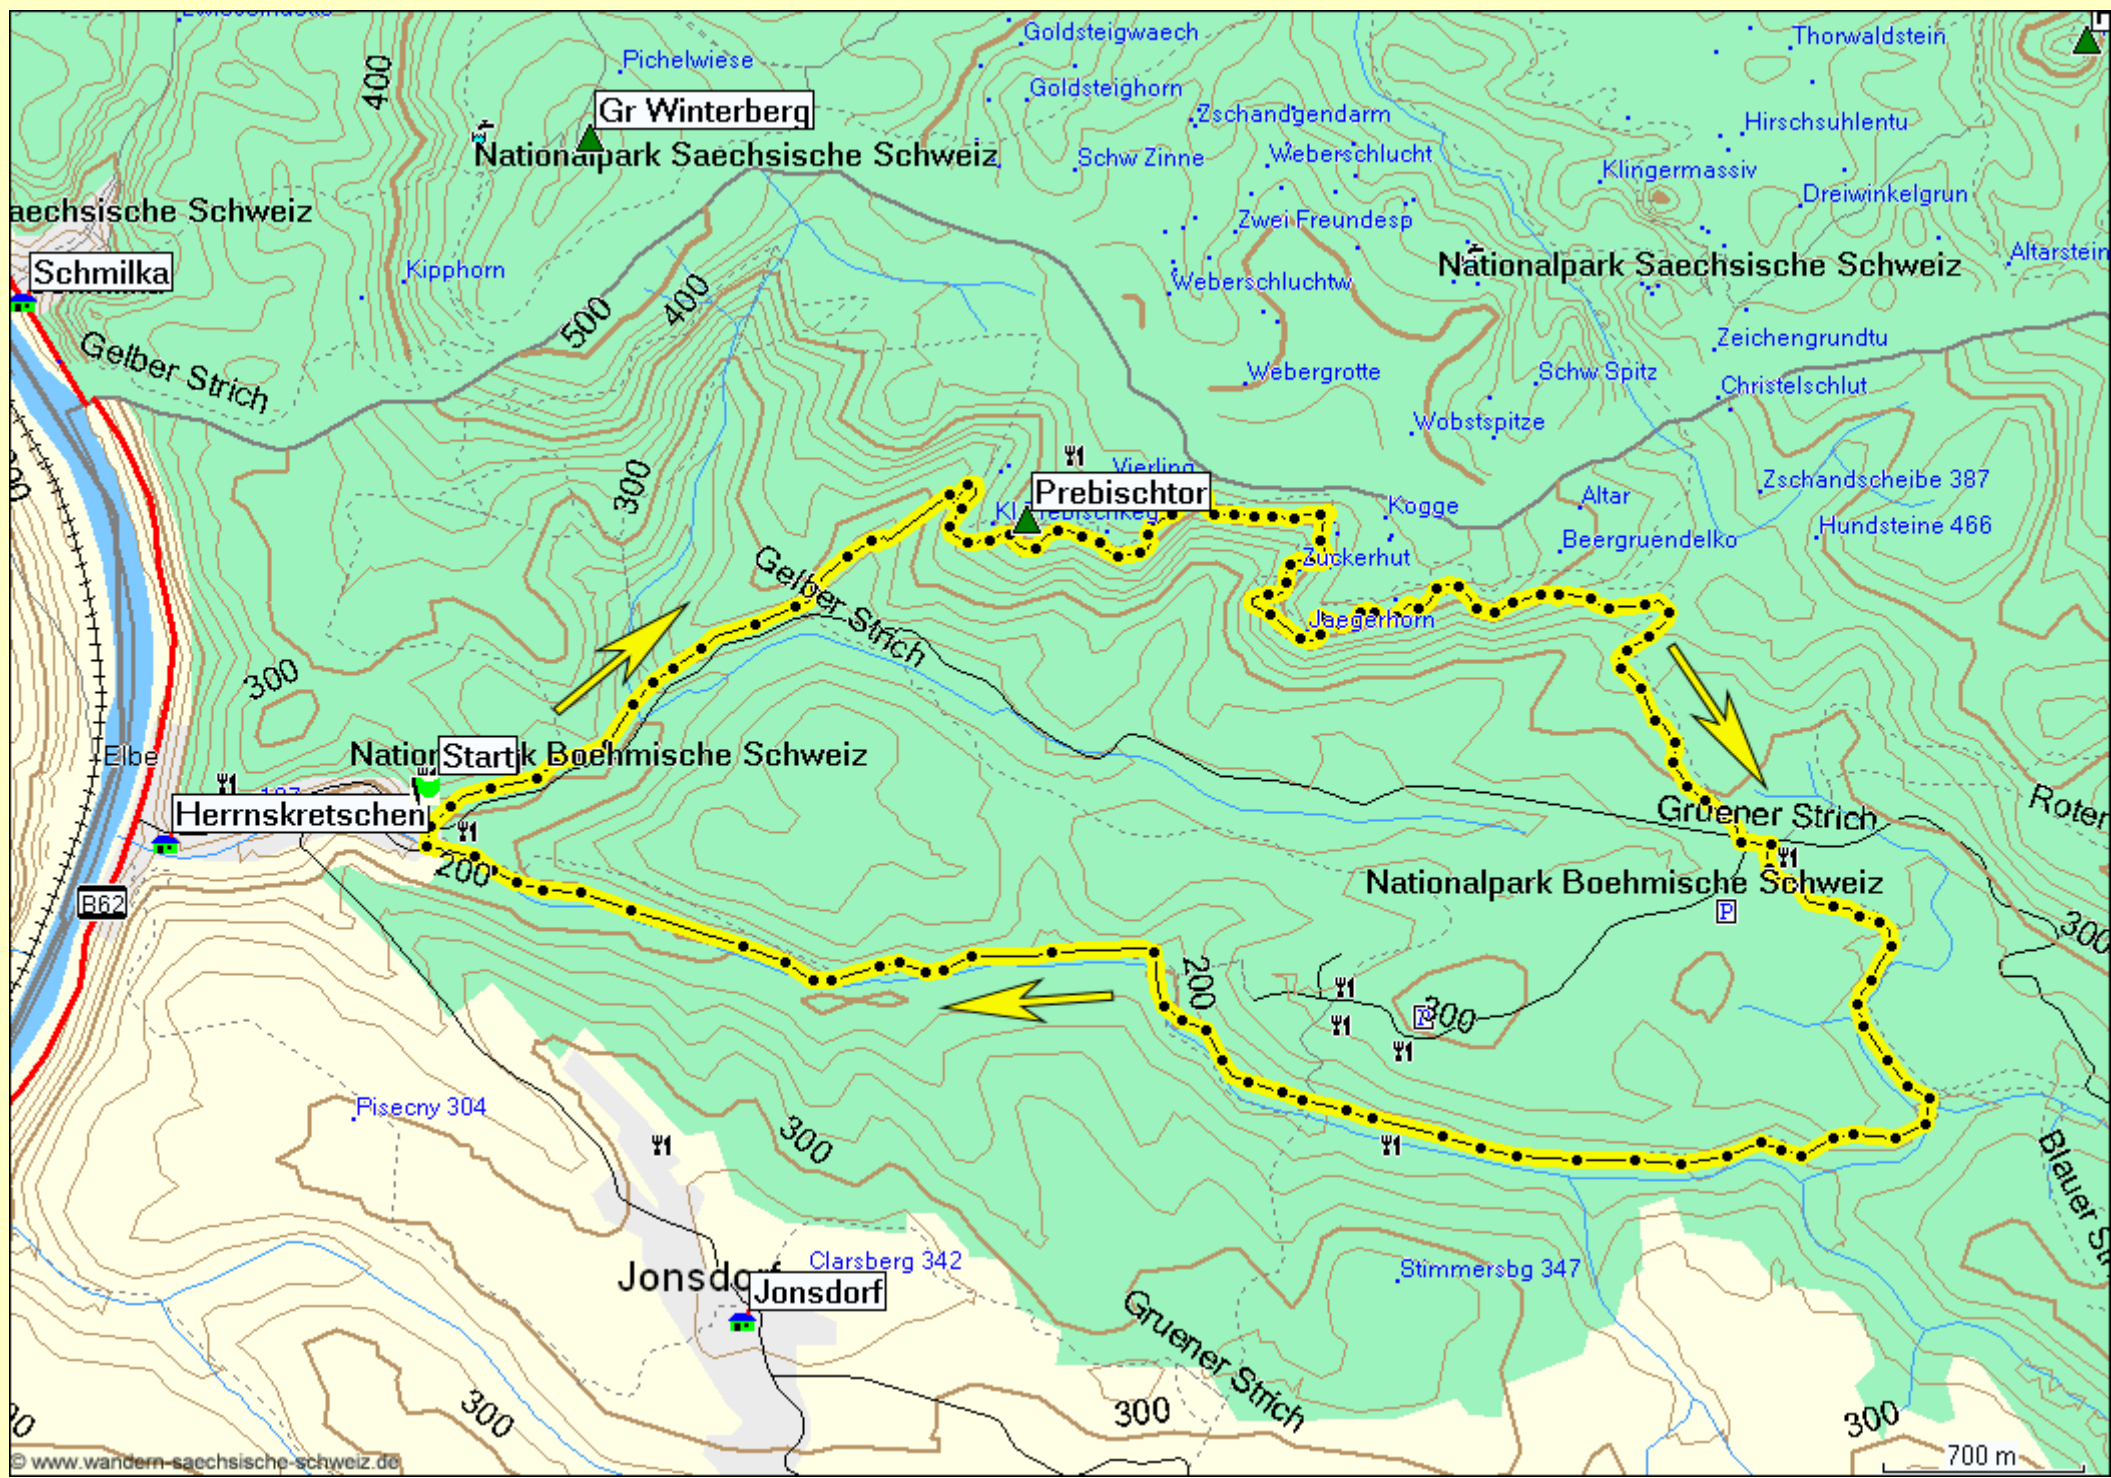 Goldsteigwaech
Thorwaldstein
Pichelwiese
400
Goldsteighorn
Gr Winterberg
Zschandgendarm
Hirschsuhlentu
Nationalpark Saechsische Schweiz
Schw Zinne
Weberschlucht
Klingermassiv
Dreiwinkelgrun
aechsische Schweiz
Zwei Freundesp
Altarstein
Nationalpark Saechsische Schweiz
Schmilka
Kipphorn
Weberschluchtw
500
400
Zeichengrundtu
Gelber Strich
Webergrotte
Schw Spitz
Christelschlut
Wobstspitze
300
Vierling
Zschandscheibe 387
Prebischtor
Altar
Kogge
Hundsteine 466
Beergruendelko
Zuckerhut
Gelber Strich
Jaegerhorn
300
Elbe
Start
Boehmische Schweiz
Herrnskretschen
Gruener Strich
Roter
200
B62
Nationalpark Boehmische Schweiz
P
300
200
P
300
Pisecny 304
300
Blauer St
Clarsberg 342
Stimmersbg 347
Jonsdorf
Jonsdorf
Gruener Strich
300
300
300
700 m
© www.wandern-saechsische-schweiz.de